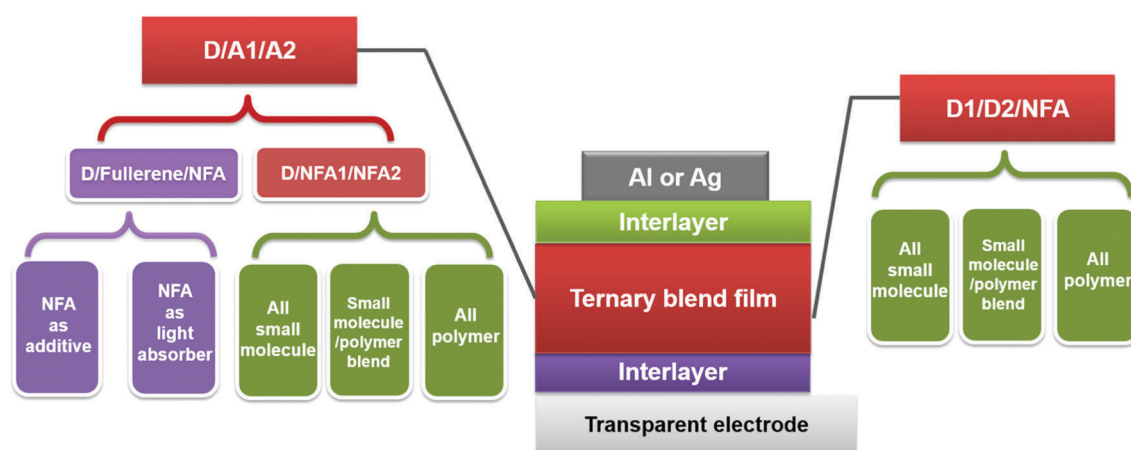 D/A1/A2
D/Fullerene/NFA
D/NFA1/NFA2
NFA
as
additive
NFA
as
light
absorber
All
small
molecule
Small
molecule
/polymer
blend
All
polymer
Al or Ag
Interlayer
Ternary blend film
Interlayer
Transparent electrode
D1/D2/NFA
All
small
molecule
Small
molecule
/polymer
blend
All
polymer